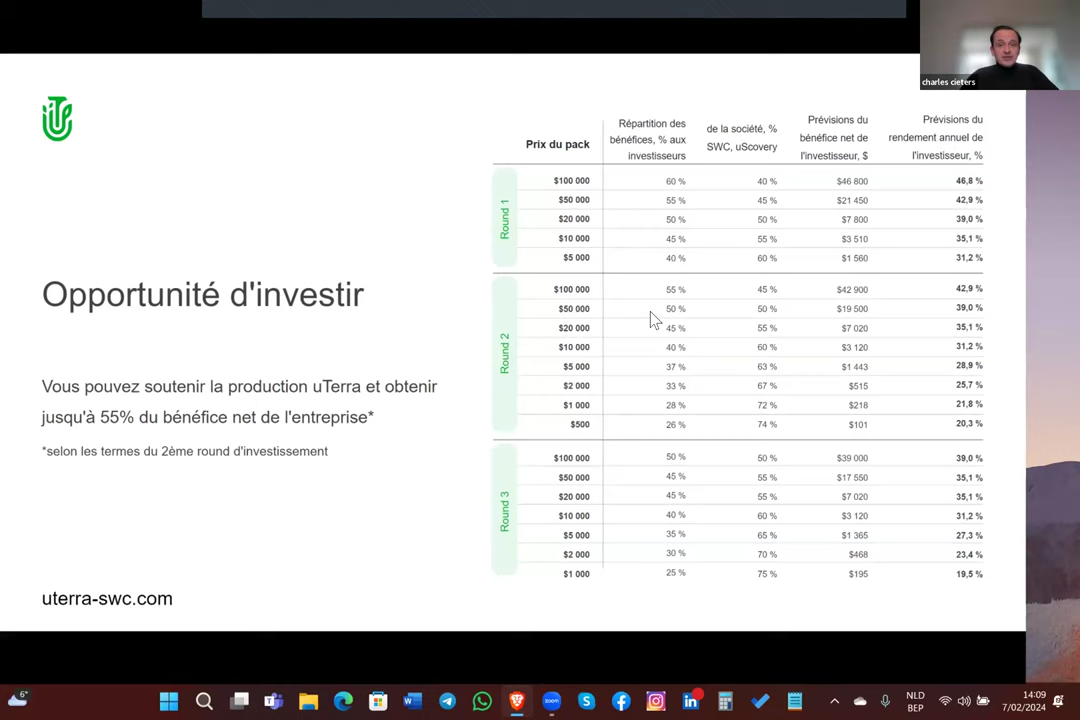 charles cieters
Opportunité d'investir
Vous pouvez soutenir la production uTerra et obtenir
jusqu'à 55% du bénéfice net de l'entreprise*
*selon les termes du 2ème round d'investissement
uterra-swc.com
Prix du pack
Répartition des
bénéfices, % aux
investisseurs
de la société, %
SWC, uScovery
Prévisions du
bénéfice net de
l'investisseur, $
Prévisions du
rendement annuel de
l'investisseur, %
Round 1
$100 000 60 % 40 % $46 800 46,8 %
$50 000 55 % 45 % $21 450 42,9 %
$20 000 50 % 50 % $7 800 39,0 %
$10 000 45 % 55 % $3 510 35,1 %
$5 000 40 % 60 % $1 560 31,2 %
Round 2
$100 000 55 % 45 % $42 900 42,9 %
$50 000 50 % 50 % $19 500 39,0 %
$20 000 45 % 55 % $7 020 35,1 %
$10 000 40 % 60 % $3 120 31,2 %
$5 000 37 % 63 % $1 443 28,9 %
$2 000 33 % 67 % $515 25,7 %
$1 000 28 % 72 % $218 21,8 %
$500 26 % 74 % $101 20,3 %
Round 3
$100 000 50 % 50 % $39 000 39,0 %
$50 000 45 % 55 % $17 550 35,1 %
$20 000 45 % 55 % $7 020 35,1 %
$10 000 40 % 60 % $3 120 31,2 %
$5 000 35 % 65 % $1 365 27,3 %
$2 000 30 % 70 % $468 23,4 %
$1 000 25 % 75 % $195 19,5 %
6°
zoom
NLD
BEP
14:09
7/02/2024